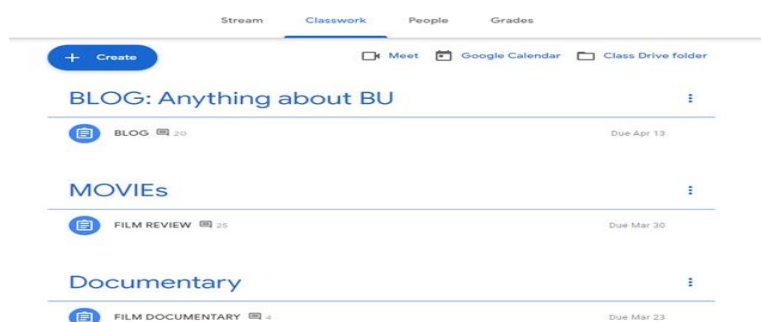 Stream Classwork People Grades
+ Create Meet Google Calendar Class Drive folder
BLOG: Anything about BU
BLOG 20 Due Apr 13
MOVIEs
FILM REVIEW 25 Due Mar 30
Documentary
FILM DOCUMENTARY 4 Due Mar 23